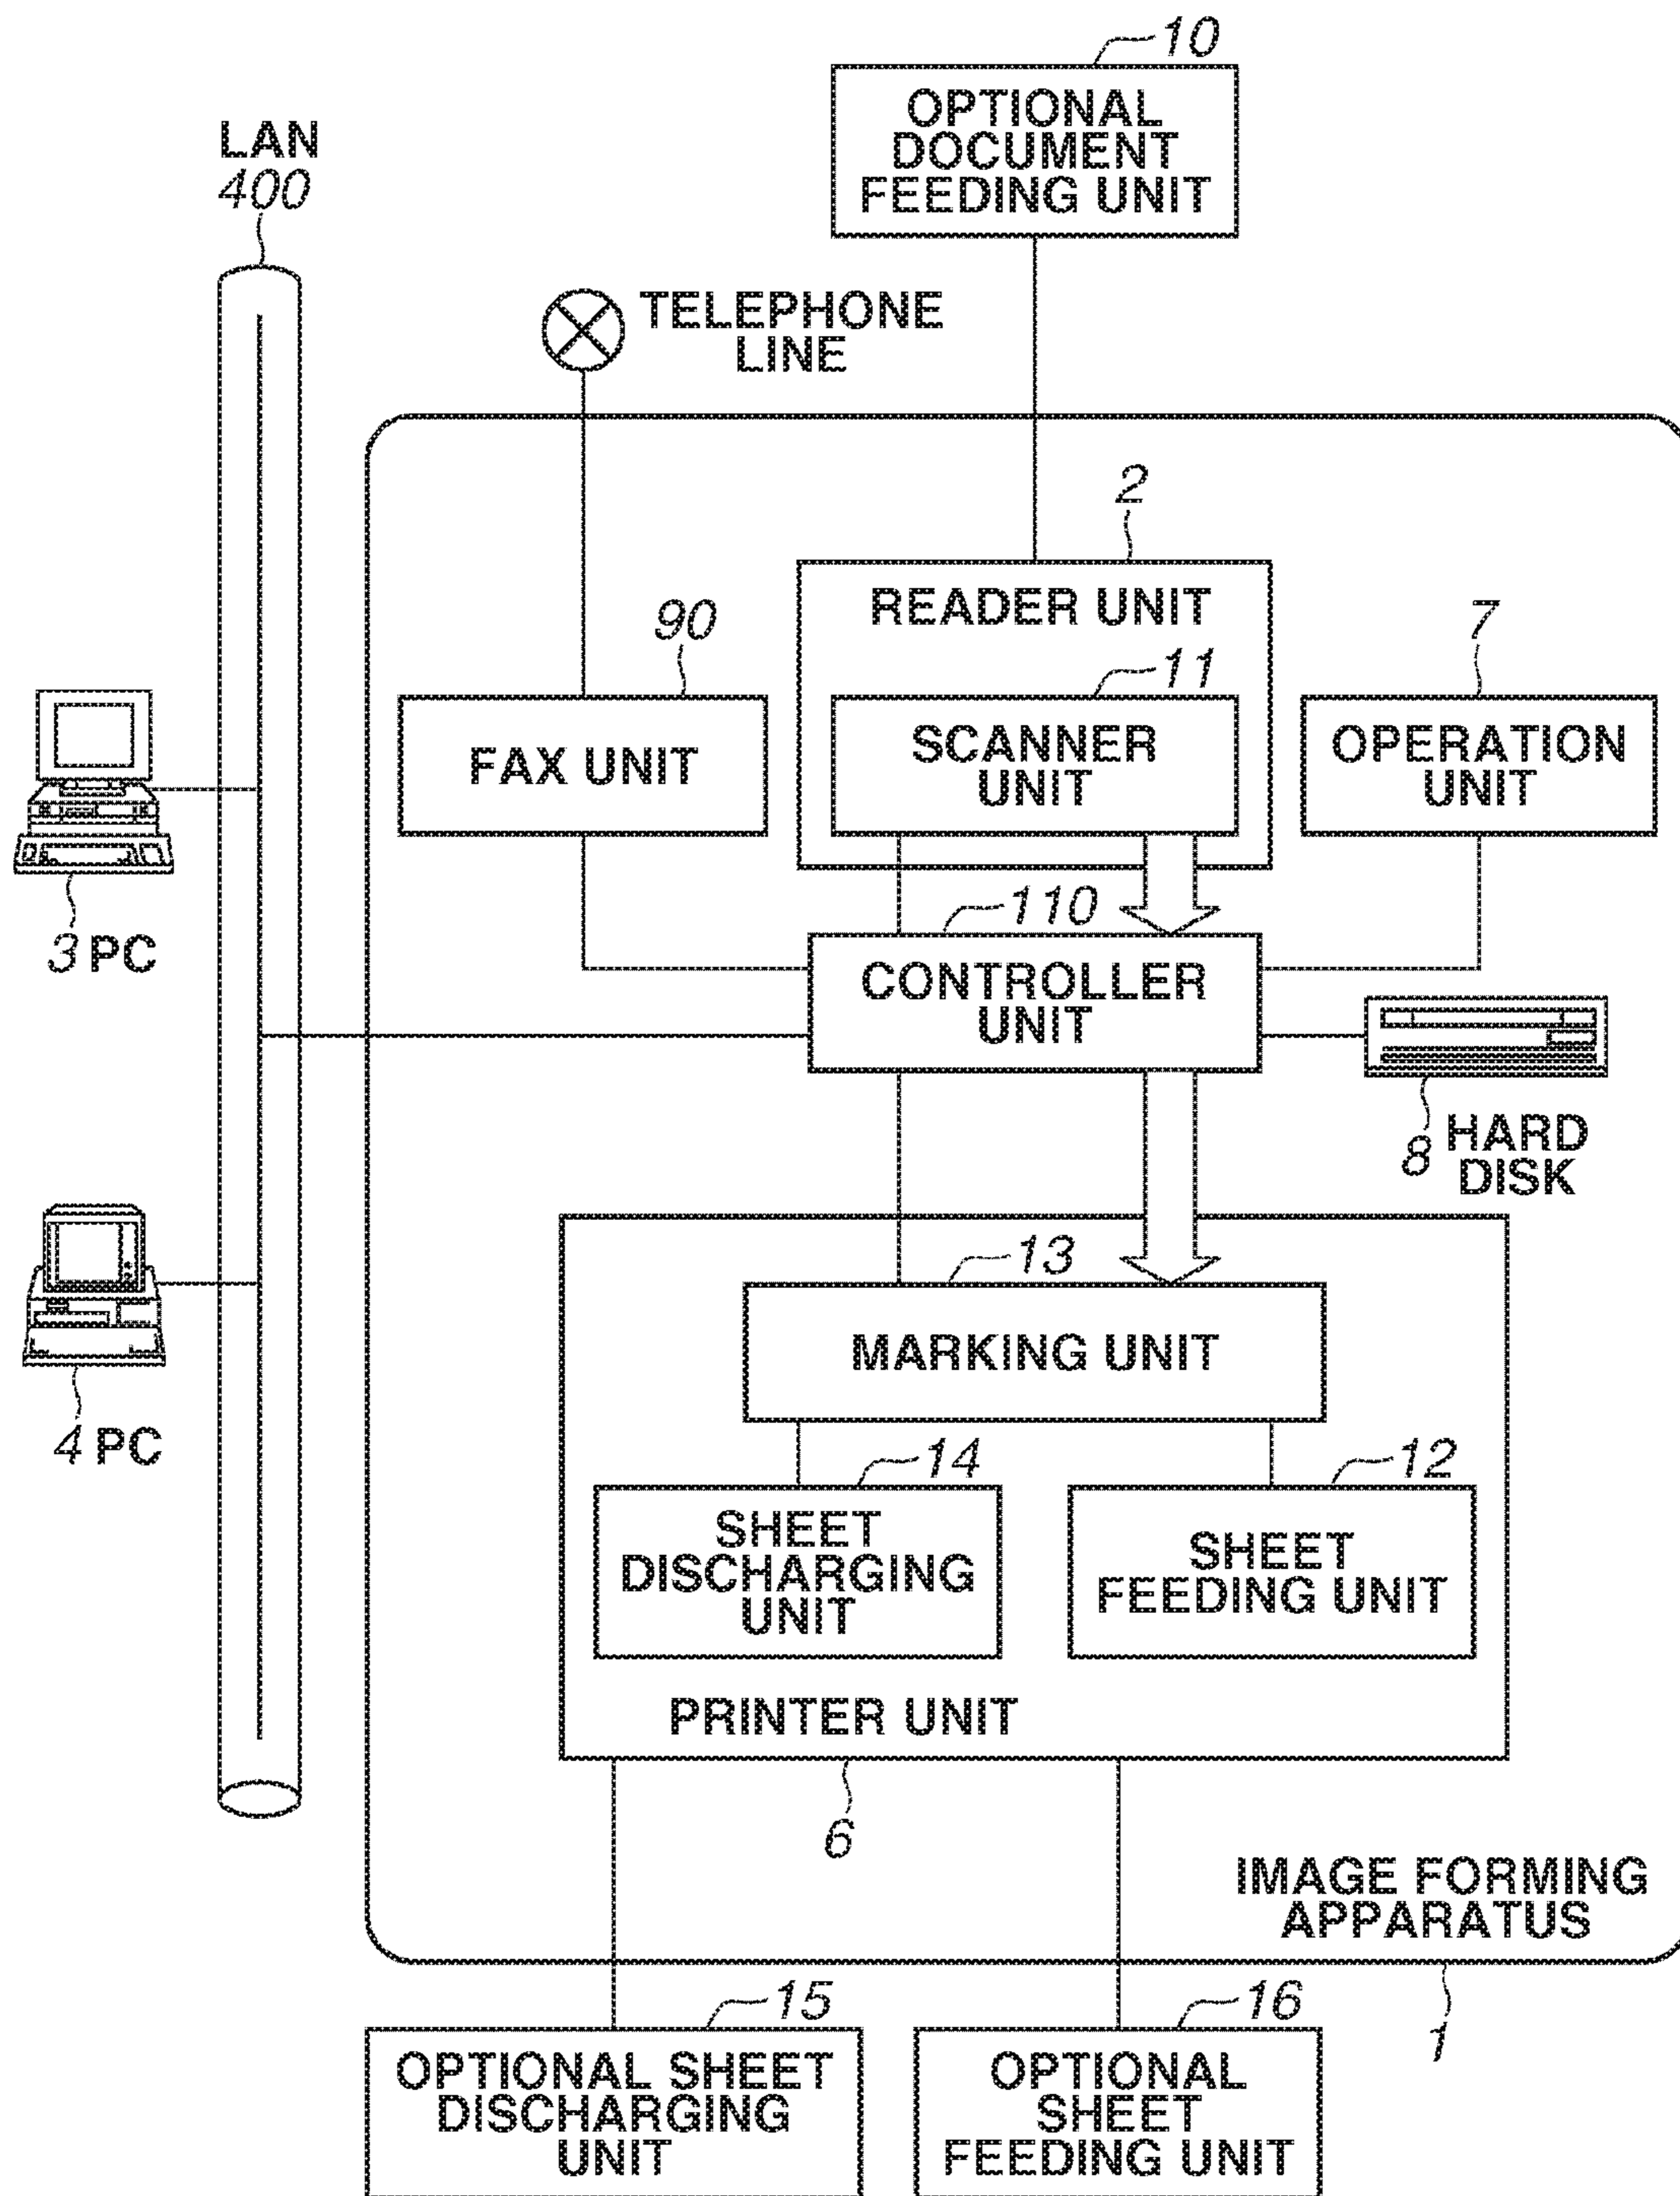 10
OPTIONAL
DOCUMENT
FEEDING UNIT
LAN
400
TELEPHONE
LINE
2
READER UNIT
90
FAX UNIT
11
SCANNER
UNIT
7
OPERATION
UNIT
3 PC
110
CONTROLLER
UNIT
8 HARD
DISK
4 PC
13
MARKING UNIT
14
SHEET
DISCHARGING
UNIT
12
SHEET
FEEDING UNIT
PRINTER UNIT
6
IMAGE FORMING
APPARATUS
1
15
OPTIONAL SHEET
DISCHARGING
UNIT
16
OPTIONAL
SHEET
FEEDING UNIT